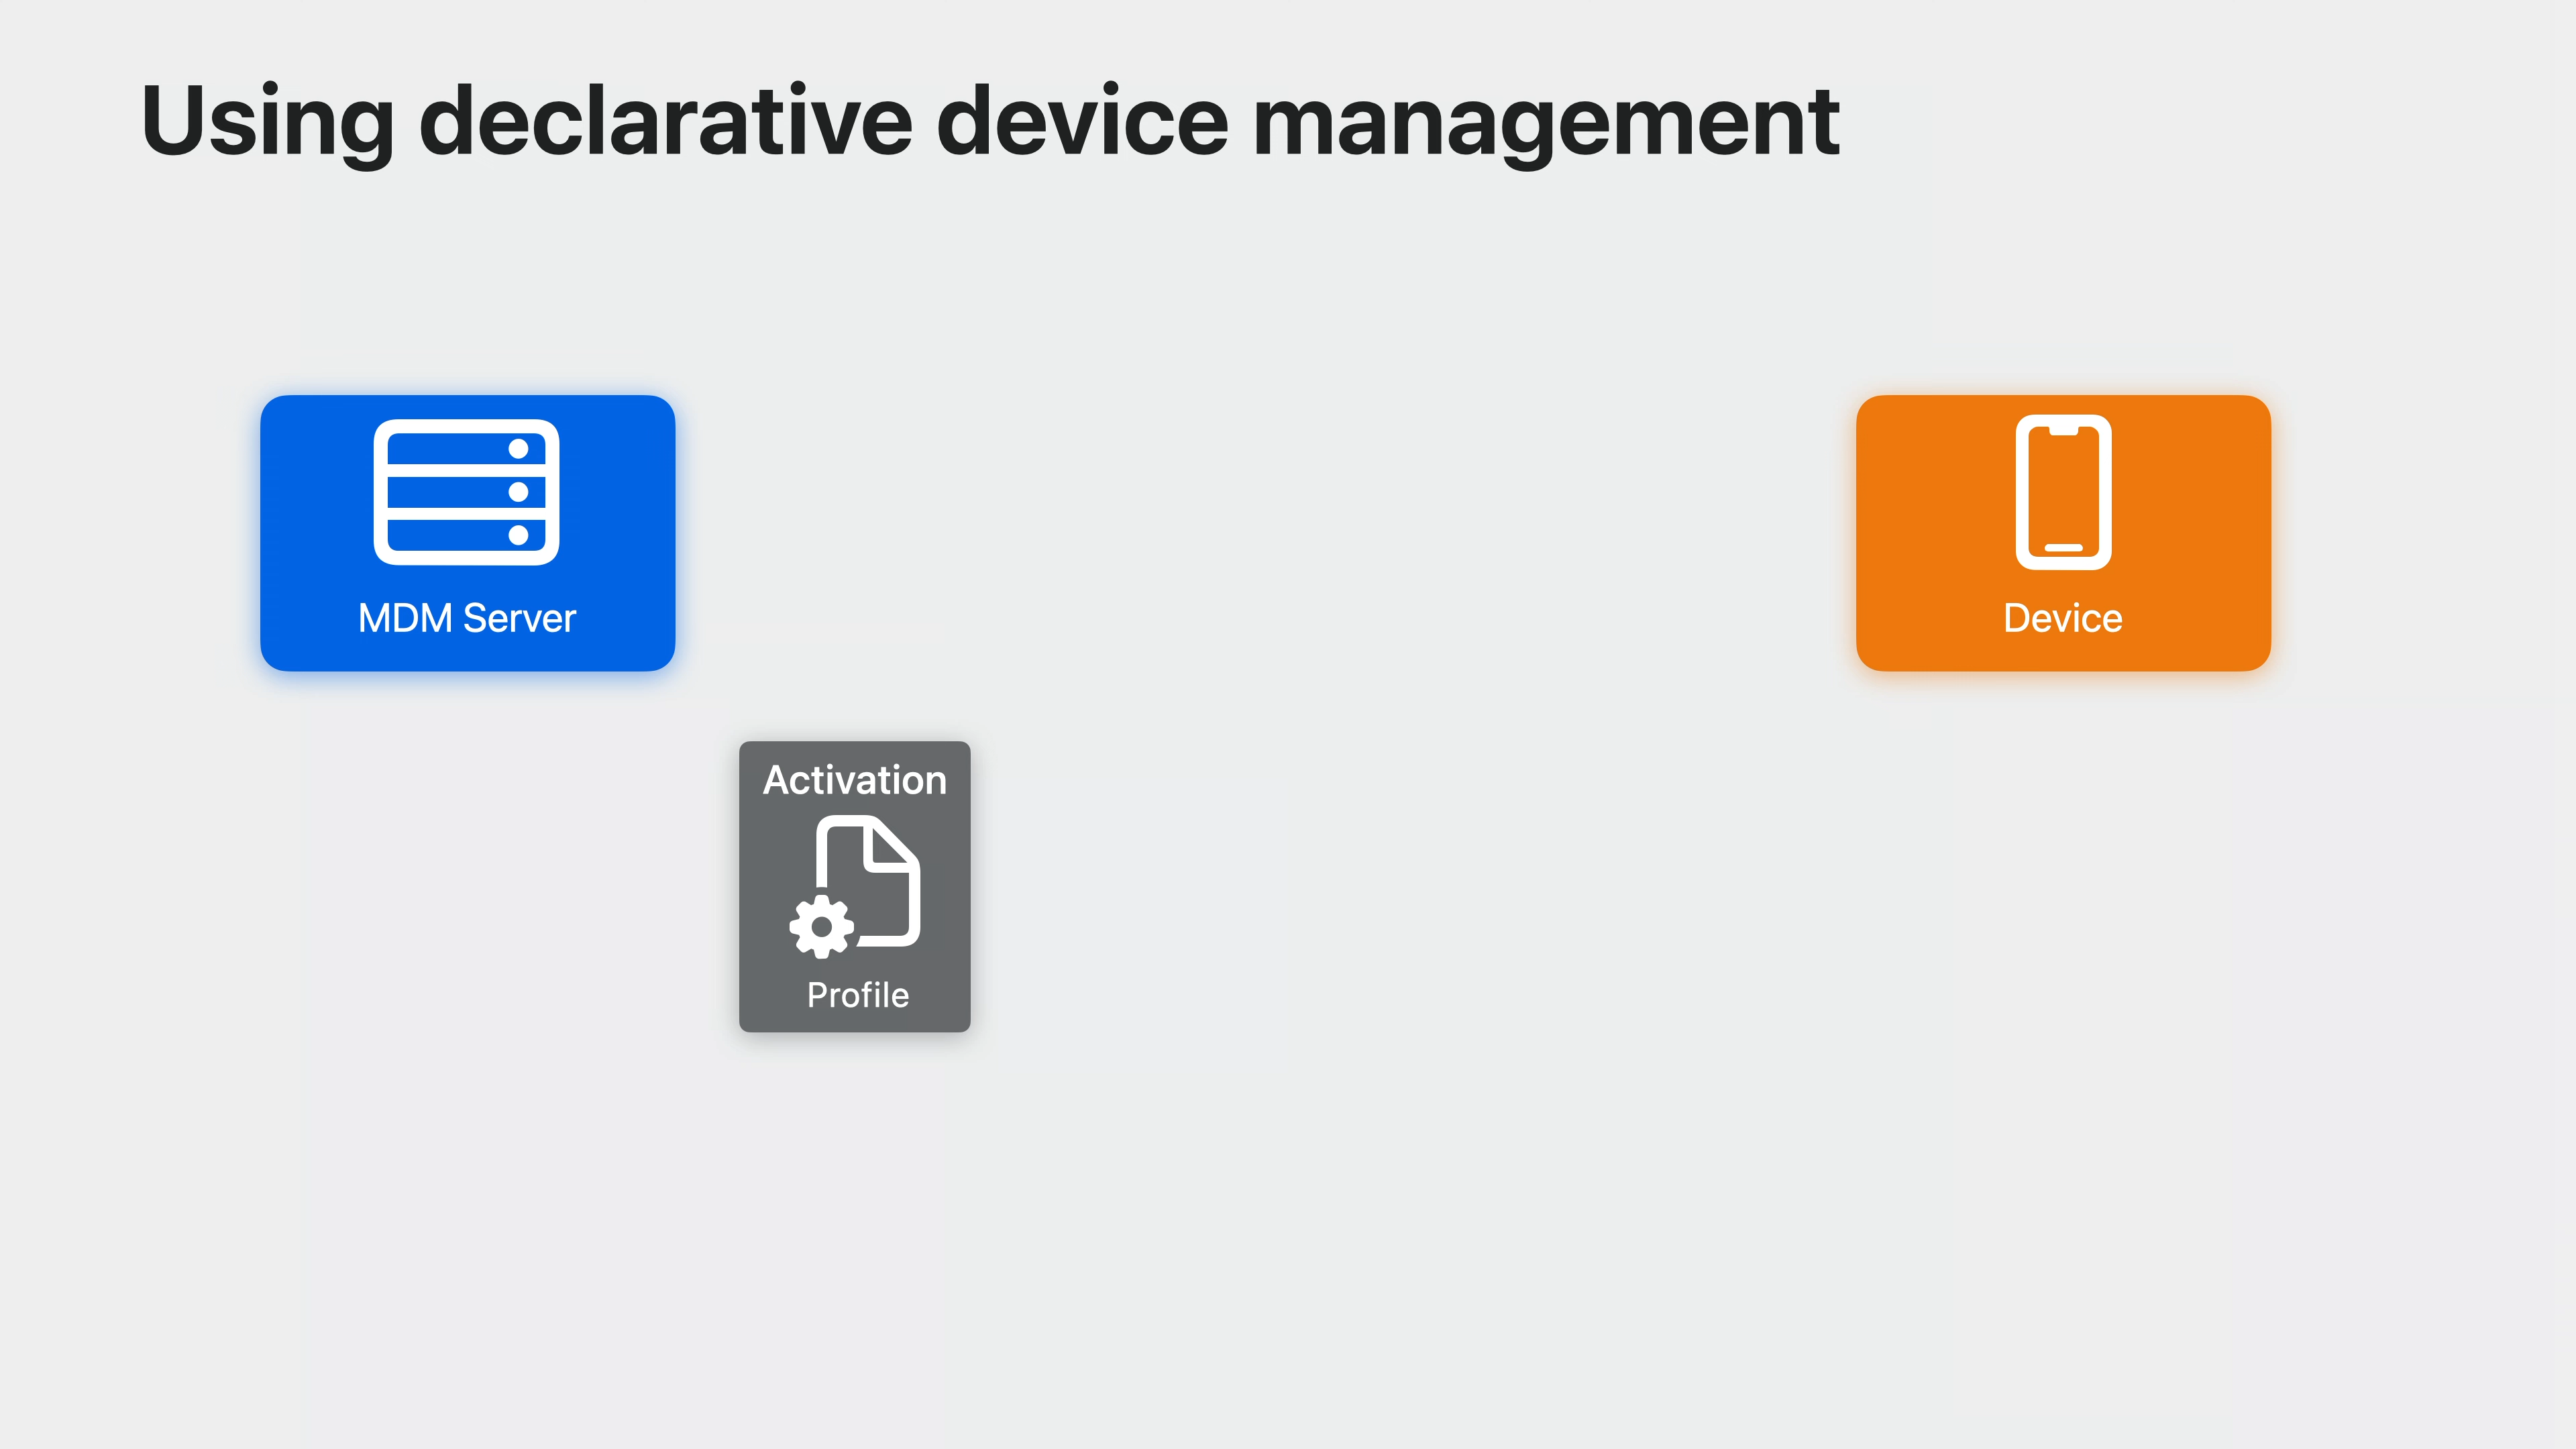 Using declarative device management
MDM Server
Device
Activation
Profile